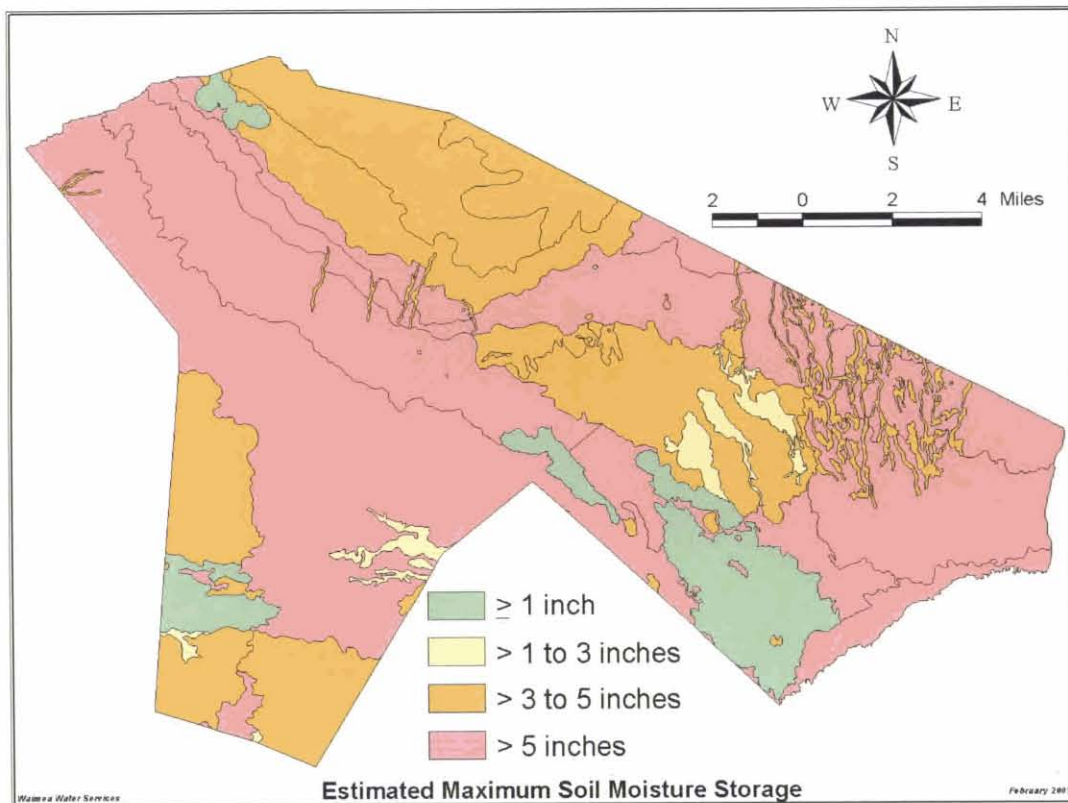 N
W E
S
2 0 2 4 Miles
≥ 1 inch
> 1 to 3 inches
> 3 to 5 inches
> 5 inches
Estimated Maximum Soil Moisture Storage
Waimea Water Services
February